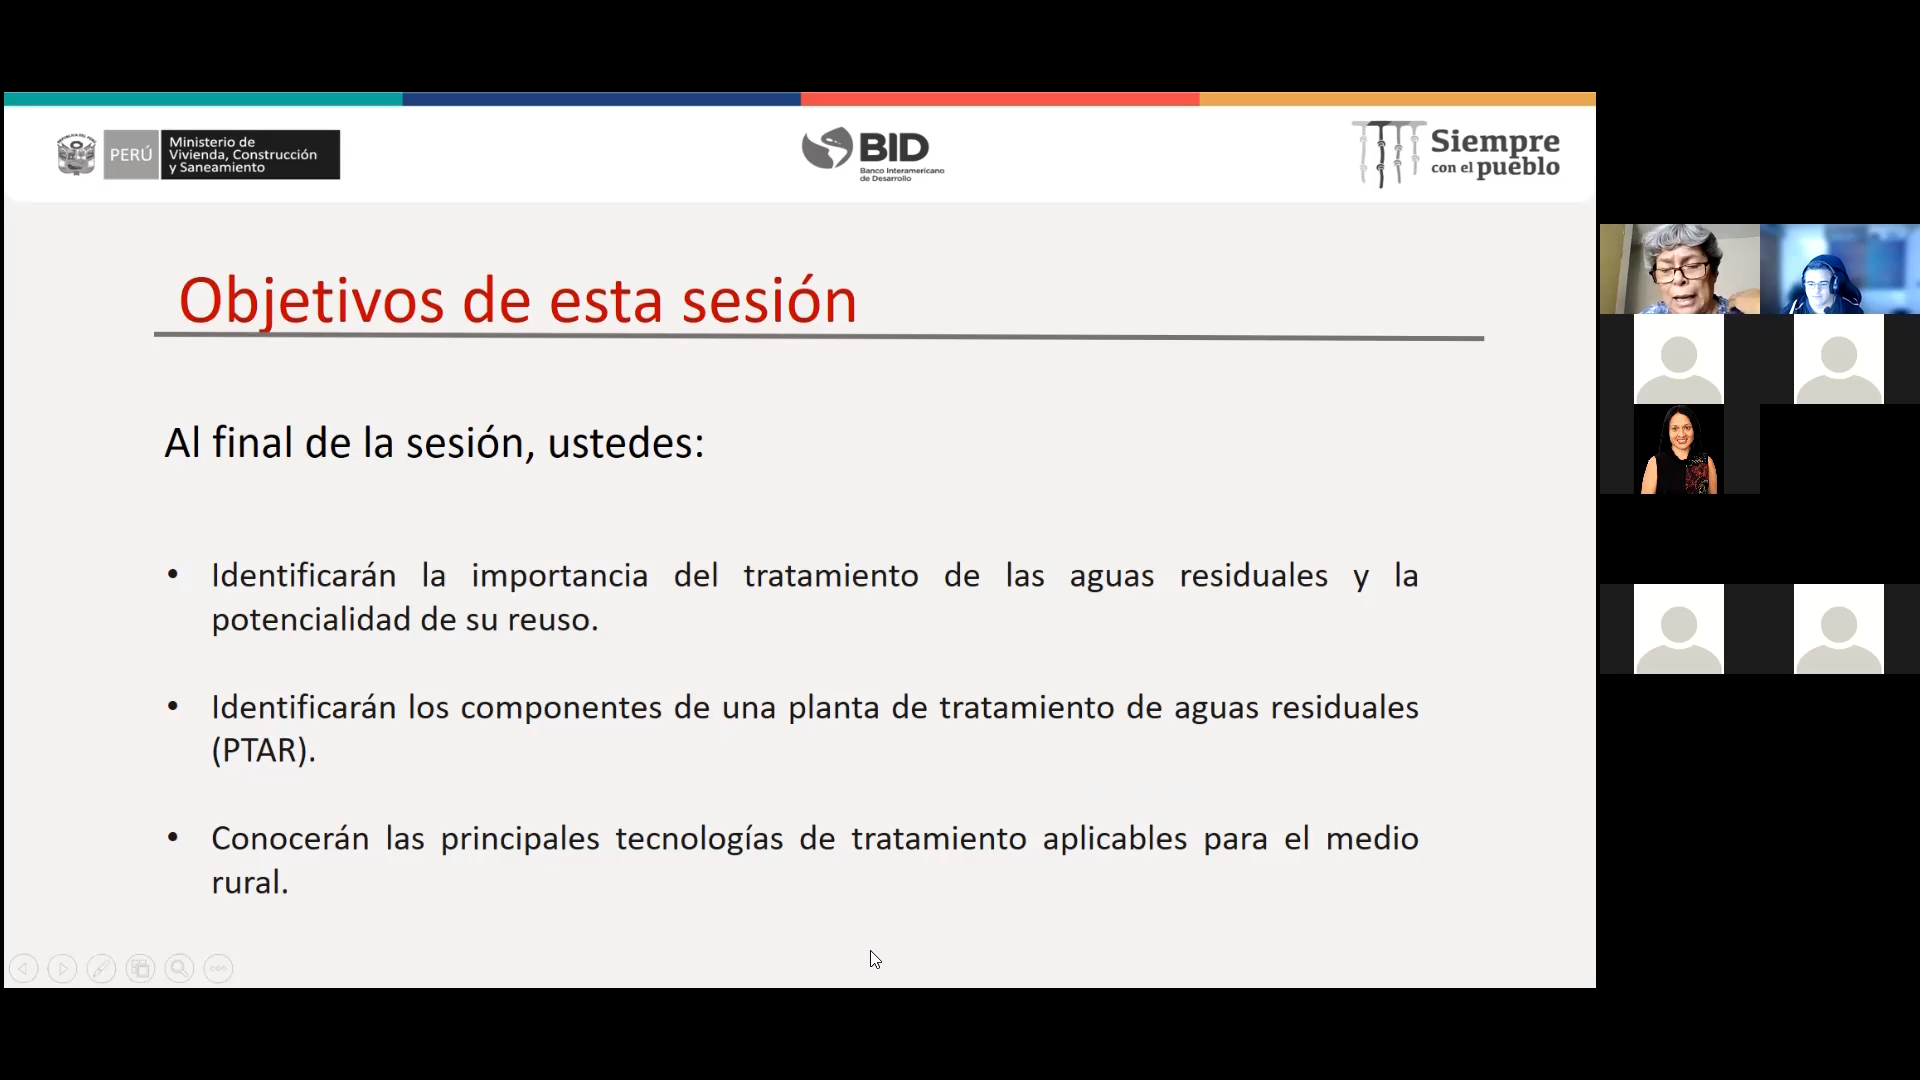 PERÚ
Ministerio de
Vivienda, Construcción
y Saneamiento
BID
Banco Interamericano
de Desarrollo
Siempre
con el pueblo
Objetivos de esta sesión
Al final de la sesión, ustedes:
• Identificarán la importancia del tratamiento de las aguas residuales y la
potencialidad de su reuso.
• Identificarán los componentes de una planta de tratamiento de aguas residuales
(PTAR).
• Conocerán las principales tecnologías de tratamiento aplicables para el medio
rural.